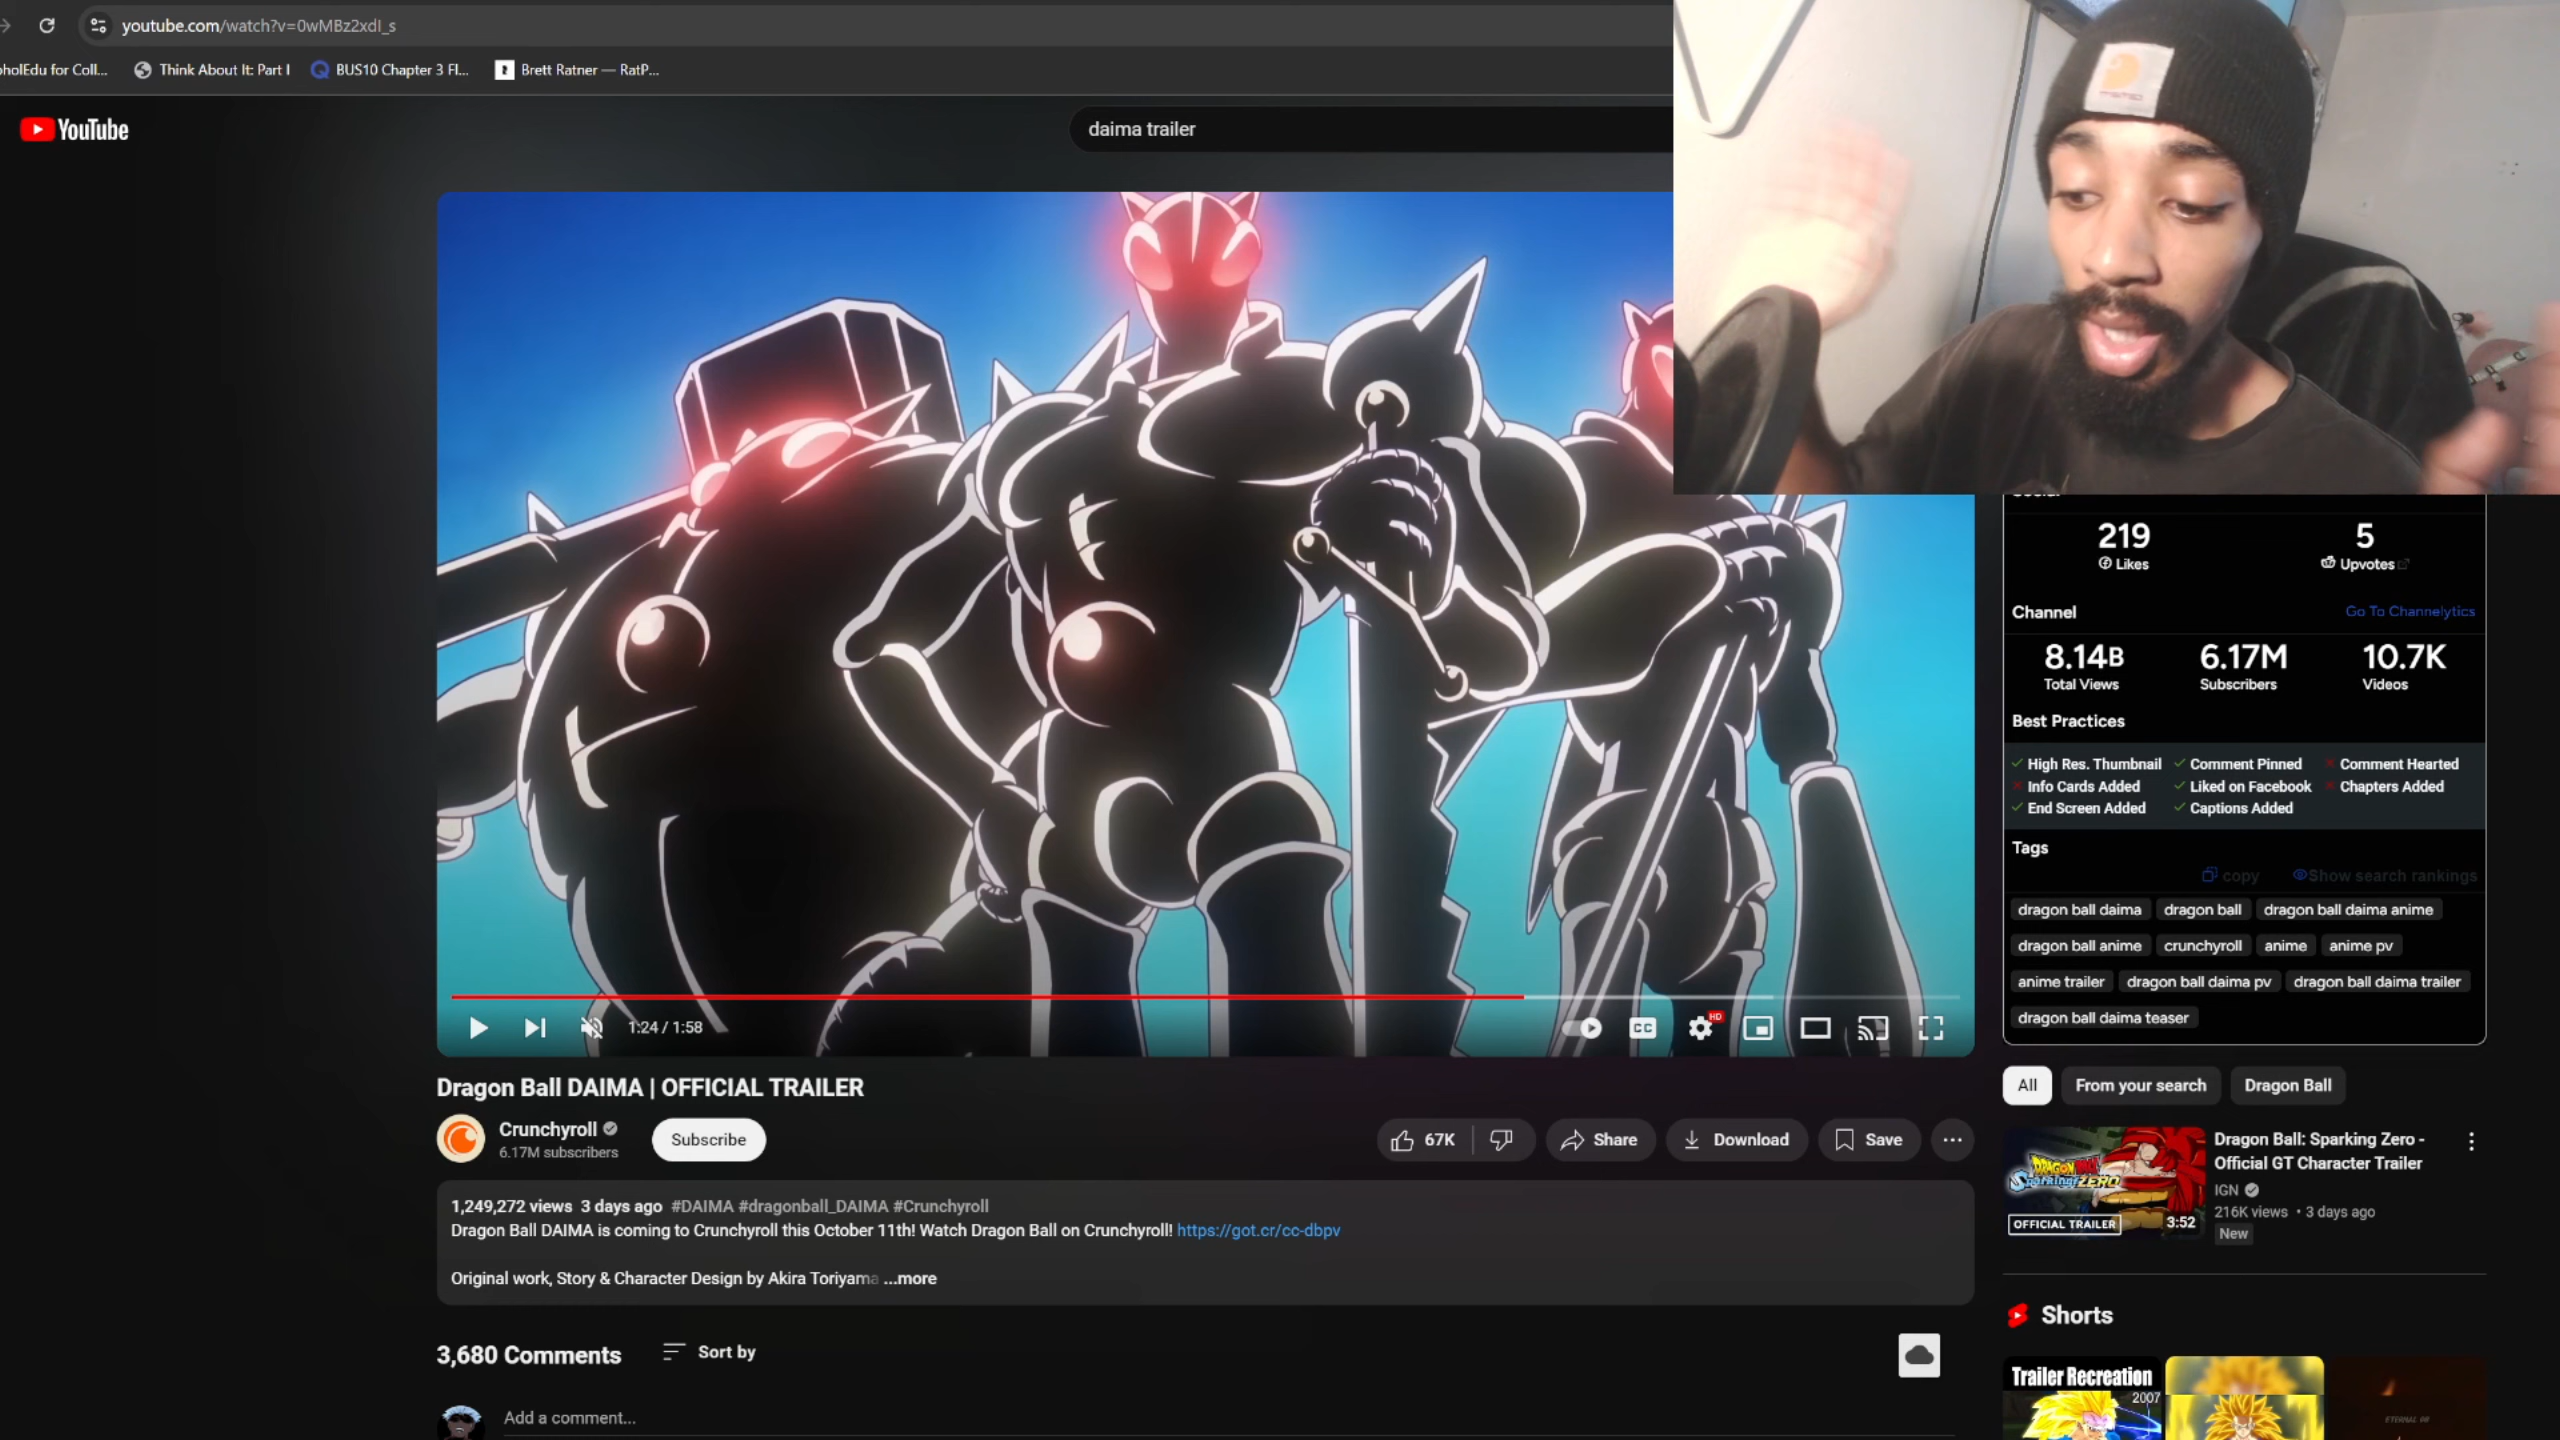 youtube.com/watch?v=0wMBz2xdI_s
oholEdu for Coll...
Think About It: Part I
BUS10 Chapter 3 Fl...
Brett Ratner — RatP...
YouTube
daima trailer
219
Likes
5
Upvotes
Channel
Go To Channelytics
8.14B
Total Views
6.17M
Subscribers
10.7K
Videos
Best Practices
High Res. Thumbnail
Comment Pinned
Comment Hearted
Info Cards Added
Liked on Facebook
Chapters Added
End Screen Added
Captions Added
Tags
copy
Show search rankings
dragon ball daima
dragon ball
dragon ball daima anime
dragon ball anime
crunchyroll
anime
anime pv
anime trailer
dragon ball daima pv
dragon ball daima trailer
dragon ball daima teaser
1:24 / 1:58
CC
HD
Dragon Ball DAIMA | OFFICIAL TRAILER
Crunchyroll
6.17M subscribers
Subscribe
67K
Share
Download
Save
1,249,272 views 3 days ago #DAIMA #dragonball_DAIMA #Crunchyroll
Dragon Ball DAIMA is coming to Crunchyroll this October 11th! Watch Dragon Ball on Crunchyroll! https://got.cr/cc-dbpv
Original work, Story & Character Design by Akira Toriyama ...more
3,680 Comments
Sort by
Add a comment...
All
From your search
Dragon Ball
DRAGON BALL
SPARKING! ZERO
OFFICIAL TRAILER
3:52
Dragon Ball: Sparking Zero -
Official GT Character Trailer
IGN
216K views • 3 days ago
New
Shorts
Trailer Recreation
2007